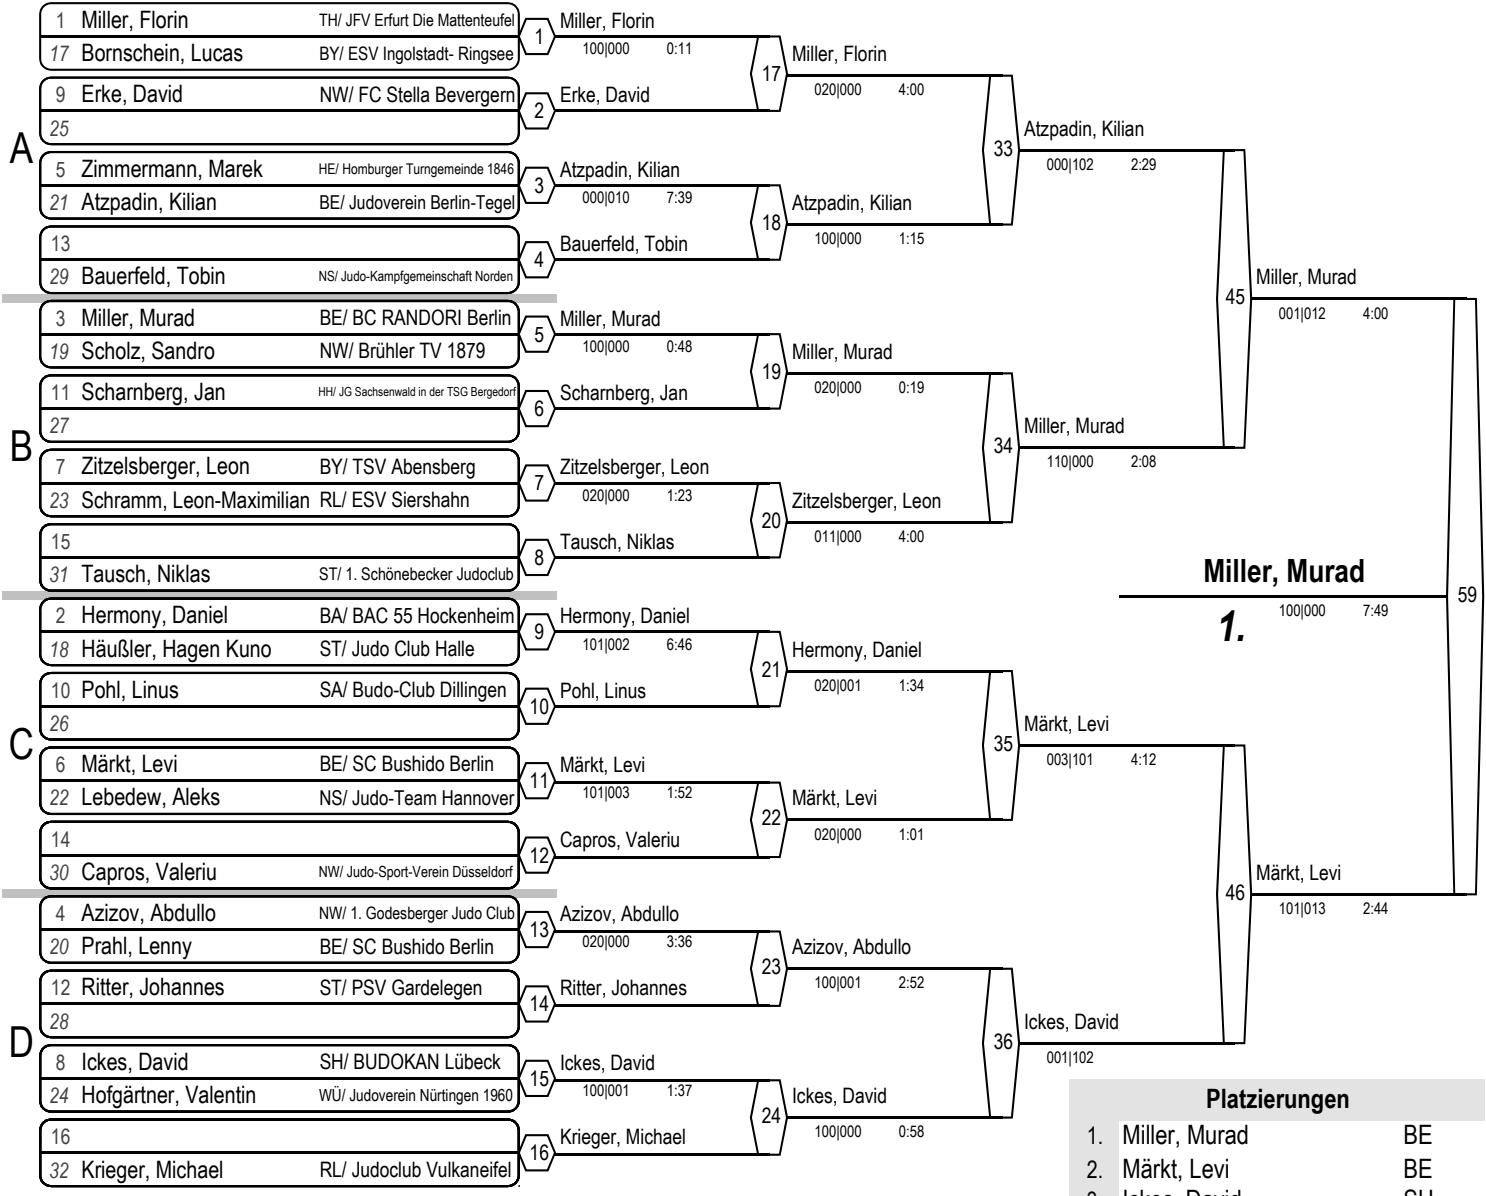 A
1 Miller, Florin TH/ JFV Erfurt Die Mattenteufel
17 Bornschein, Lucas BY/ ESV Ingolstadt- Ringsee
9 Erke, David NW/ FC Stella Bevergern
25
5 Zimmermann, Marek HE/ Homburger Turngemeinde 1846
21 Atzpadin, Kilian BE/ Judoverein Berlin-Tegel
13
29 Bauerfeld, Tobin NS/ Judo-Kampfgemeinschaft Norden
B
3 Miller, Murad BE/ BC RANDORI Berlin
19 Scholz, Sandro NW/ Brühler TV 1879
11 Scharnberg, Jan HH/ JG Sachsenwald in der TSG Bergedorf
27
7 Zitzelsberger, Leon BY/ TSV Abensberg
23 Schramm, Leon-Maximilian RL/ ESV Siershahn
15
31 Tausch, Niklas ST/ 1. Schönebecker Judoclub
C
2 Hermony, Daniel BA/ BAC 55 Hockenheim
18 Häußler, Hagen Kuno ST/ Judo Club Halle
10 Pohl, Linus SA/ Budo-Club Dillingen
26
6 Märkt, Levi BE/ SC Bushido Berlin
22 Lebedew, Aleks NS/ Judo-Team Hannover
14
30 Capros, Valeriu NW/ Judo-Sport-Verein Düsseldorf
D
4 Azizov, Abdullo NW/ 1. Godesberger Judo Club
20 Prahl, Lenny BE/ SC Bushido Berlin
12 Ritter, Johannes ST/ PSV Gardelegen
28
8 Ickes, David SH/ BUDOKAN Lübeck
24 Hofgärtner, Valentin WÜ/ Judoverein Nürtingen 1960
16
32 Krieger, Michael RL/ Judoclub Vulkaneifel
1 Miller, Florin
100|000 0:11
2 Erke, David
3 Atzpadin, Kilian
000|010 7:39
4 Bauerfeld, Tobin
5 Miller, Murad
100|000 0:48
6 Scharnberg, Jan
7 Zitzelsberger, Leon
020|000 1:23
8 Tausch, Niklas
9 Hermony, Daniel
101|002 6:46
10 Pohl, Linus
11 Märkt, Levi
101|003 1:52
12 Capros, Valeriu
13 Azizov, Abdullo
020|000 3:36
14 Ritter, Johannes
15 Ickes, David
100|001 1:37
16 Krieger, Michael
17 Miller, Florin
020|000 4:00
18 Atzpadin, Kilian
100|000 1:15
19 Miller, Murad
020|000 0:19
20 Zitzelsberger, Leon
011|000 4:00
21 Hermony, Daniel
020|001 1:34
22 Märkt, Levi
020|000 1:01
23 Azizov, Abdullo
100|001 2:52
24 Ickes, David
100|000 0:58
33 Atzpadin, Kilian
000|102 2:29
34 Miller, Murad
110|000 2:08
35 Märkt, Levi
003|101 4:12
36 Ickes, David
001|102
45 Miller, Murad
001|012 4:00
46 Märkt, Levi
101|013 2:44
Miller, Murad
59
1. 100|000 7:49
Platzierungen
1. Miller, Murad BE
2. Märkt, Levi BE
3. Ickes, David SH